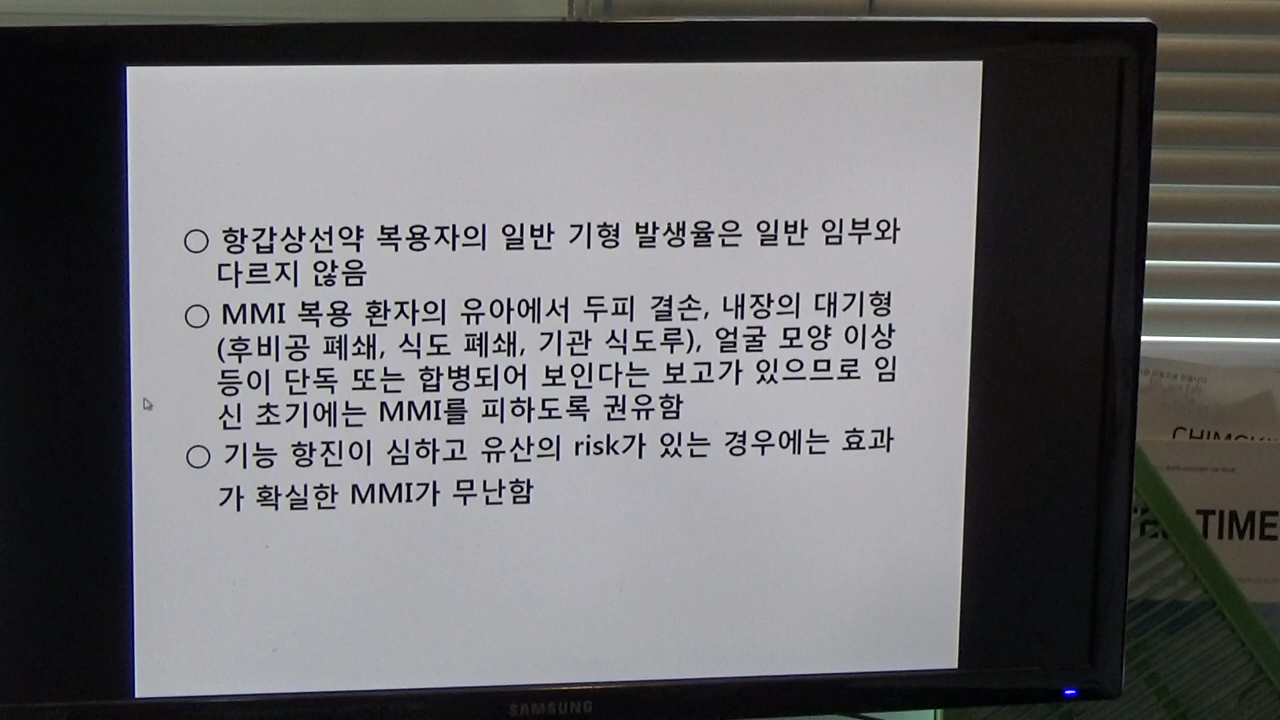 ○ 항갑상선약 복용자의 일반 기형 발생율은 일반 임부와
다르지 않음
○ MMI 복용 환자의 유아에서 두피 결손, 내장의 대기형
(후비공 폐쇄, 식도 폐쇄, 기관 식도루), 얼굴 모양 이상
등이 단독 또는 합병되어 보인다는 보고가 있으므로 임
신 초기에는 MMI를 피하도록 권유함
○ 기능 항진이 심하고 유산의 risk가 있는 경우에는 효과
가 확실한 MMI가 무난함
SAMSUNG
TIME